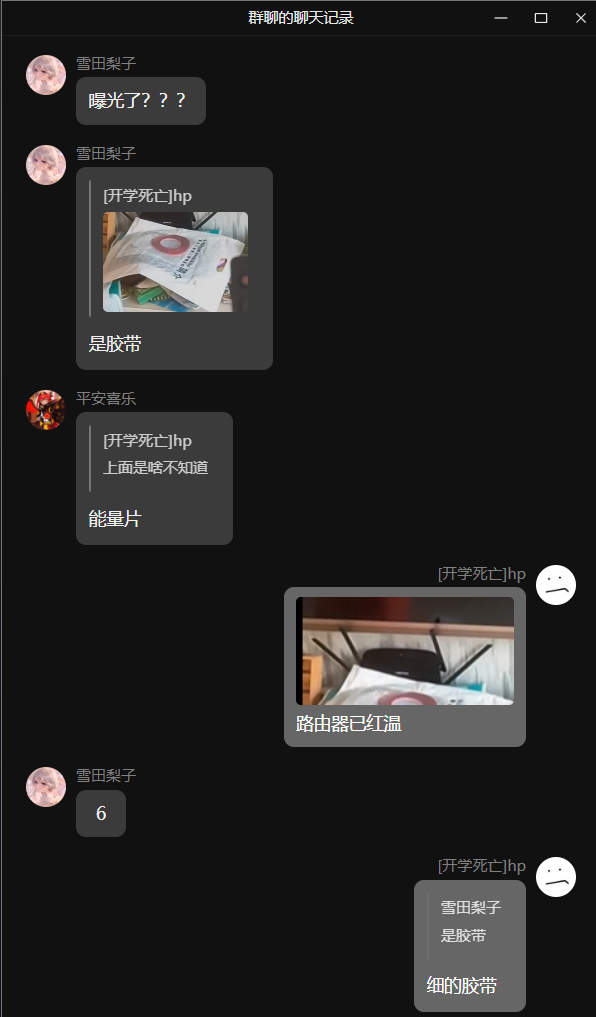 群聊的聊天记录
雪田梨子
曝光了？？？
雪田梨子
[开学死亡]hp
是胶带
平安喜乐
[开学死亡]hp
上面是啥不知道
能量片
[开学死亡]hp
路由器已红温
雪田梨子
6
[开学死亡]hp
雪田梨子
是胶带
细的胶带